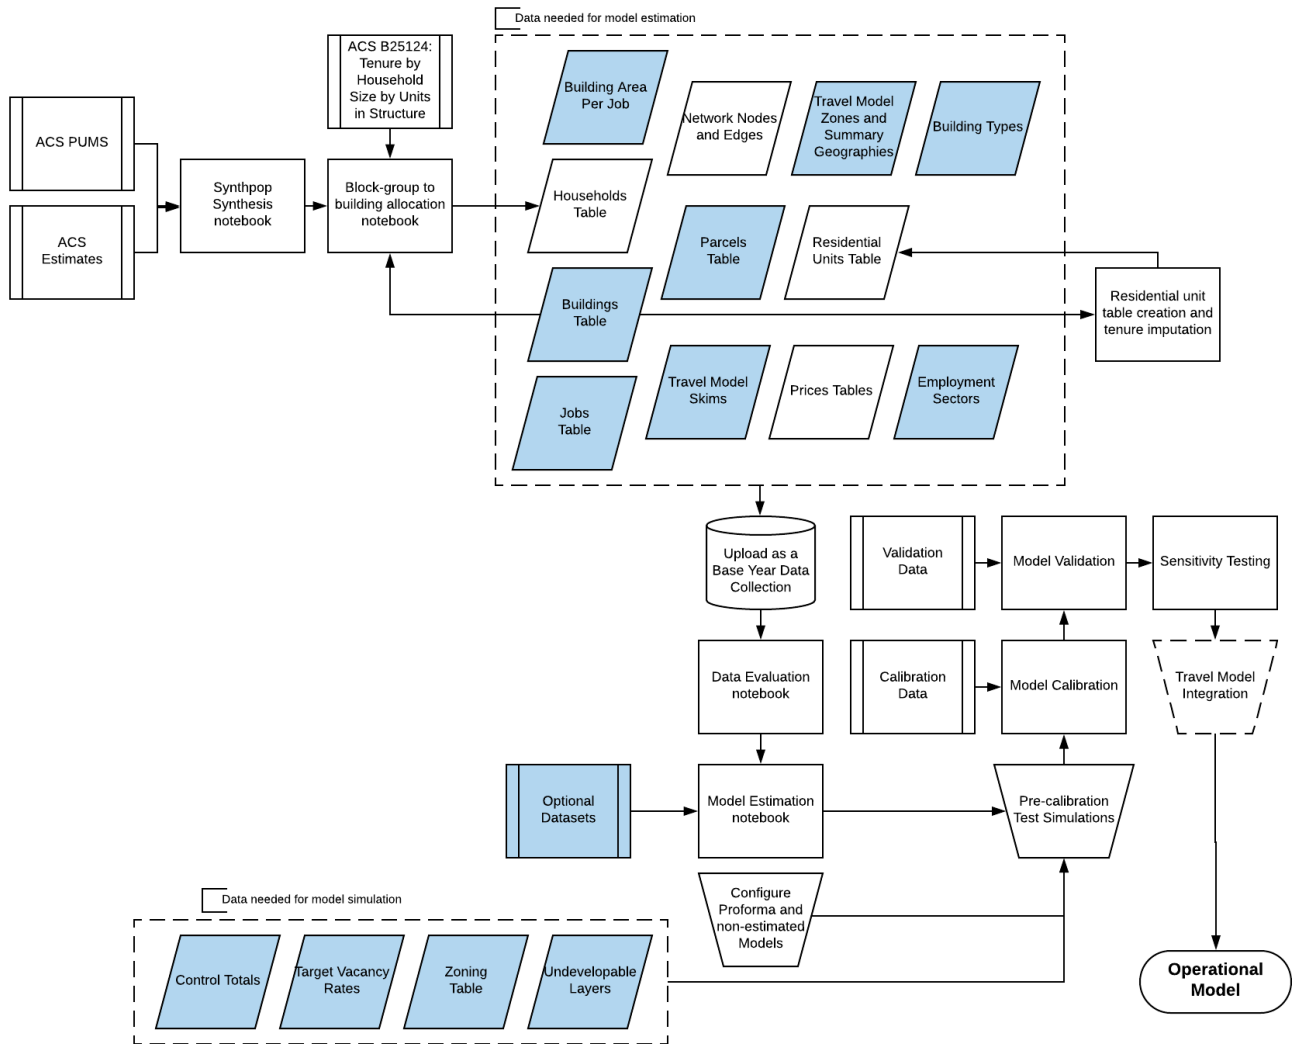 Data needed for model estimation
ACS B25124:
Tenure by
Household
Size by Units
in Structure
ACS PUMS
ACS
Estimates
Synthpop
Synthesis
notebook
Block-group to
building allocation
notebook
Building Area
Per Job
Network Nodes
and Edges
Travel Model
Zones and
Summary
Geographies
Building Types
Households
Table
Parcels
Table
Residential
Units Table
Buildings
Table
Residential unit
table creation and
tenure imputation
Jobs
Table
Travel Model
Skims
Prices Tables
Employment
Sectors
Upload as a
Base Year Data
Collection
Validation
Data
Model Validation
Sensitivity Testing
Data Evaluation
notebook
Calibration
Data
Model Calibration
Travel Model
Integration
Optional
Datasets
Model Estimation
notebook
Pre-calibration
Test Simulations
Configure
Proforma and
non-estimated
Models
Data needed for model simulation
Control Totals
Target Vacancy
Rates
Zoning
Table
Undevelopable
Layers
Operational
Model